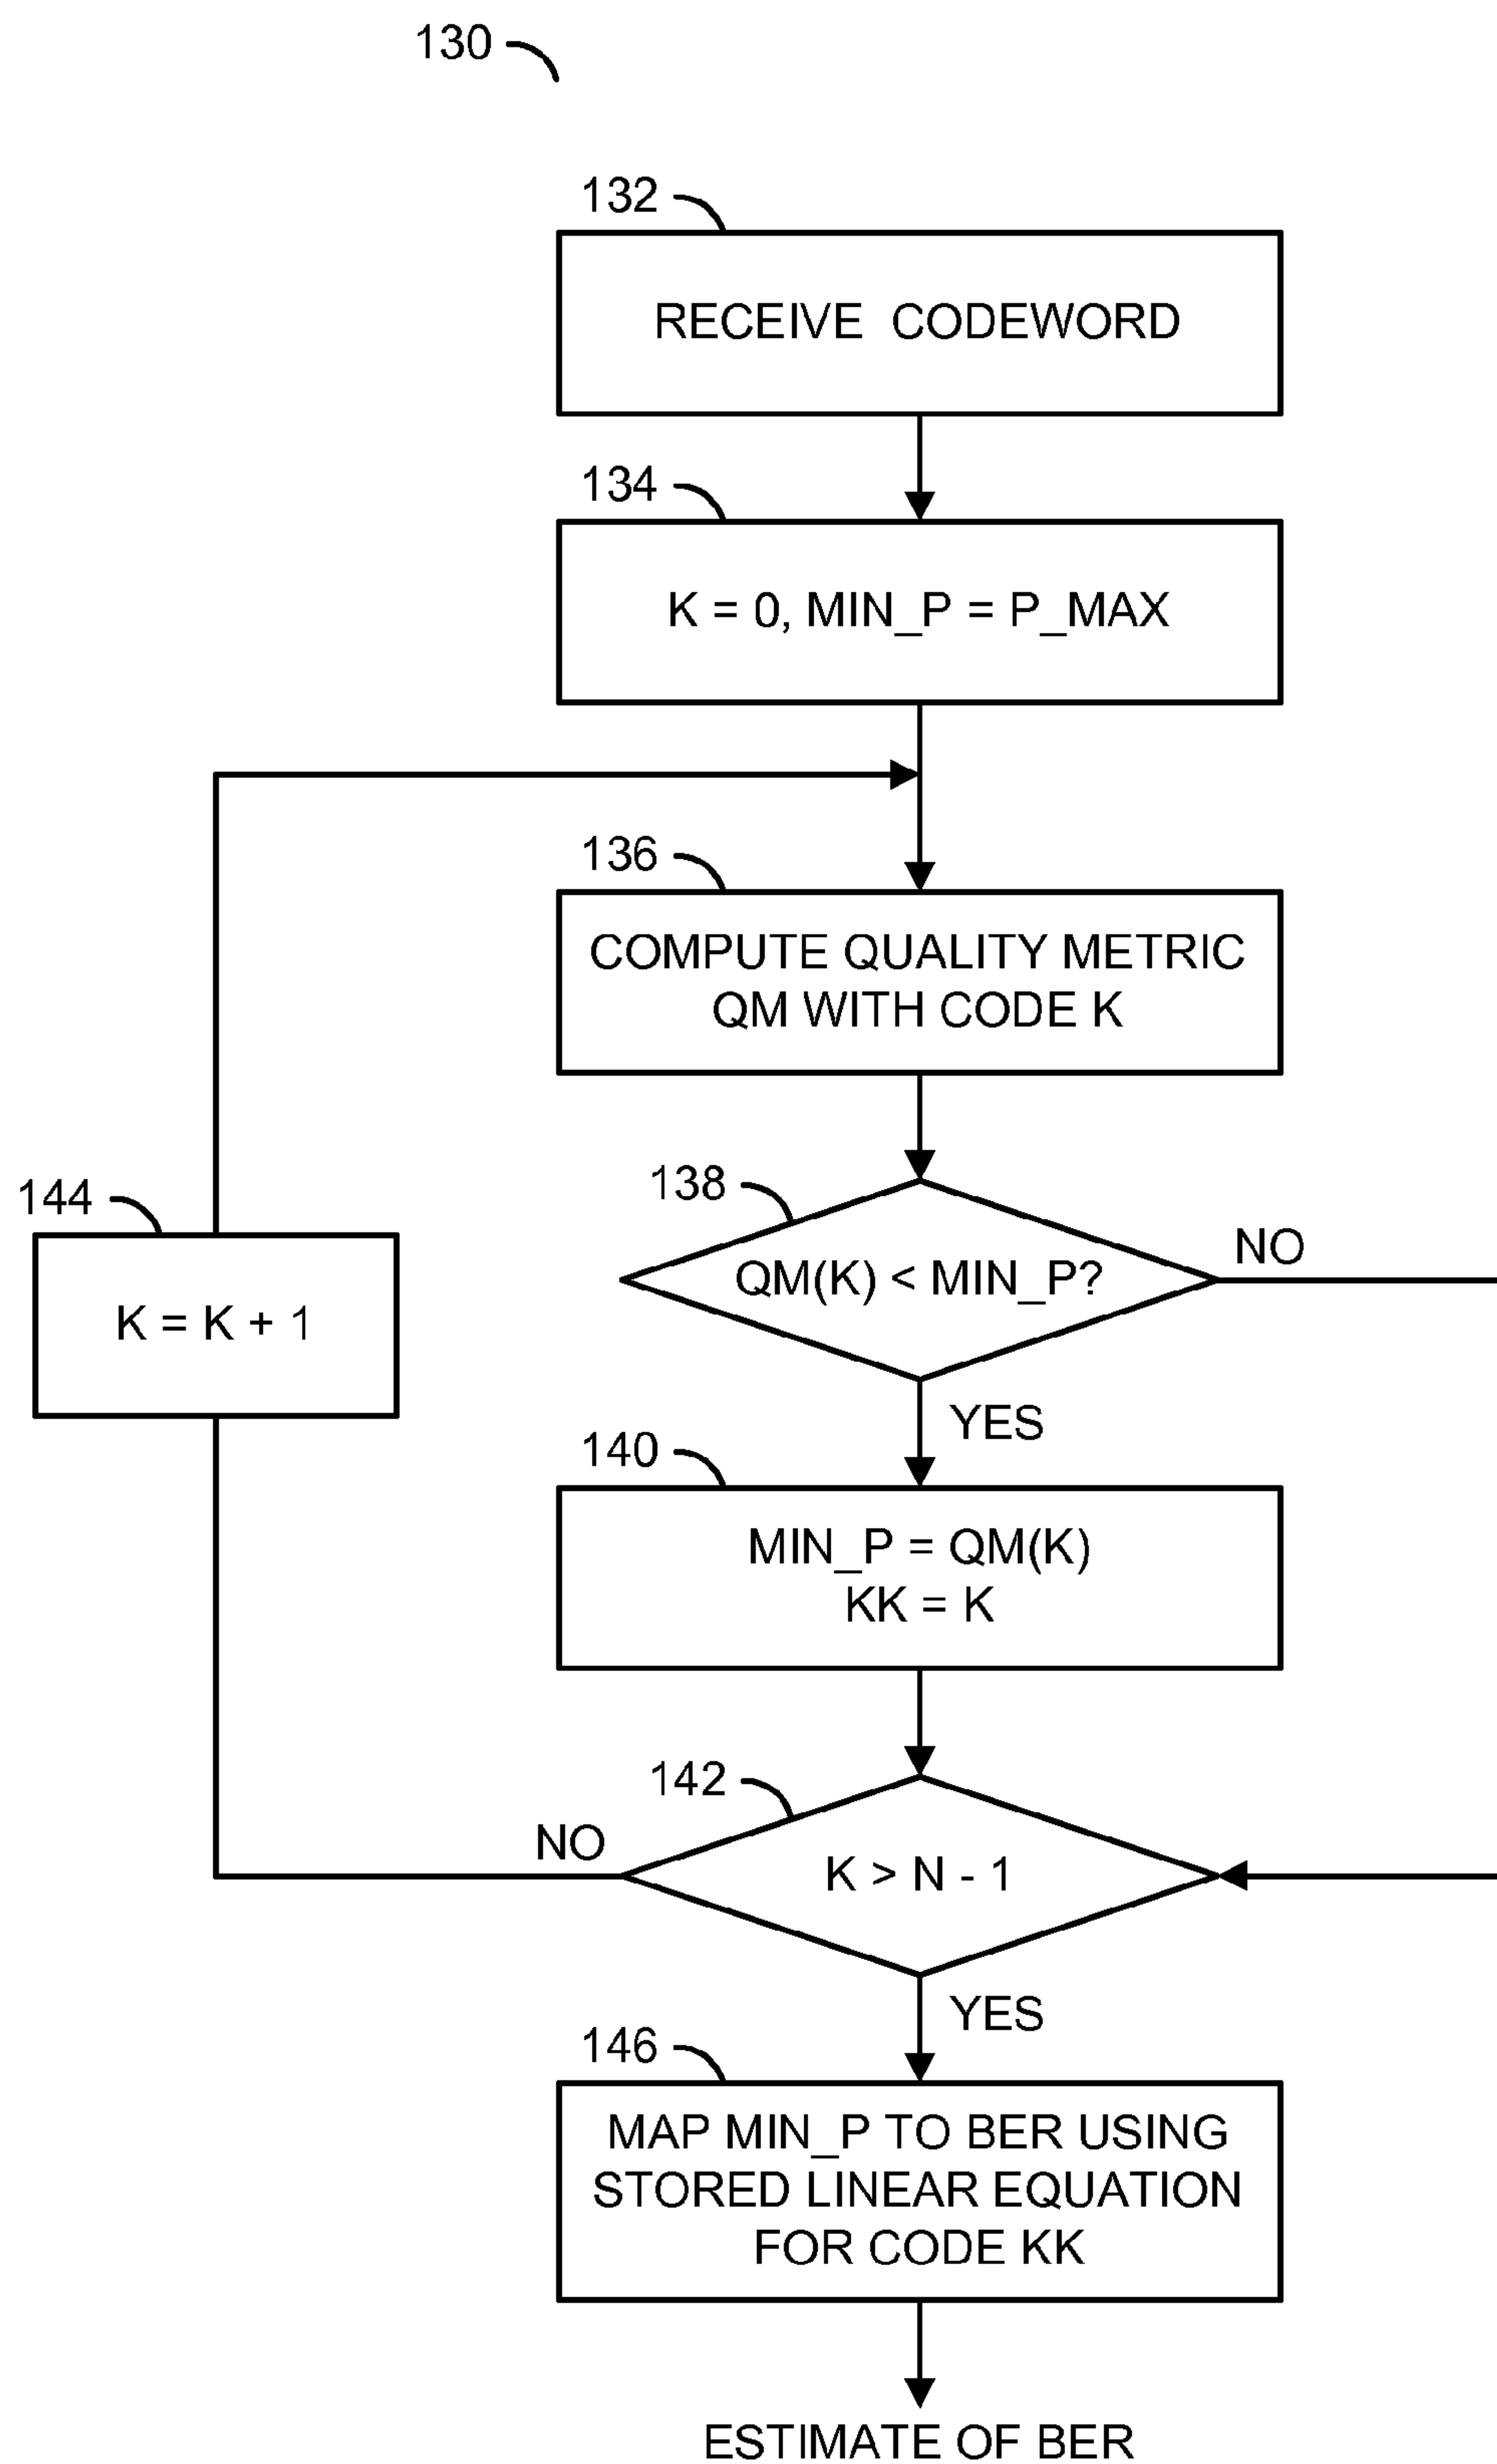 130
132
RECEIVE CODEWORD
134
K = 0, MIN_P = P_MAX
136
COMPUTE QUALITY METRIC
QM WITH CODE K
138
QM(K) < MIN_P?
NO
144
K = K + 1
YES
140
MIN_P = QM(K)
KK = K
142
NO
K > N - 1
YES
146
MAP MIN_P TO BER USING
STORED LINEAR EQUATION
FOR CODE KK
ESTIMATE OF BER